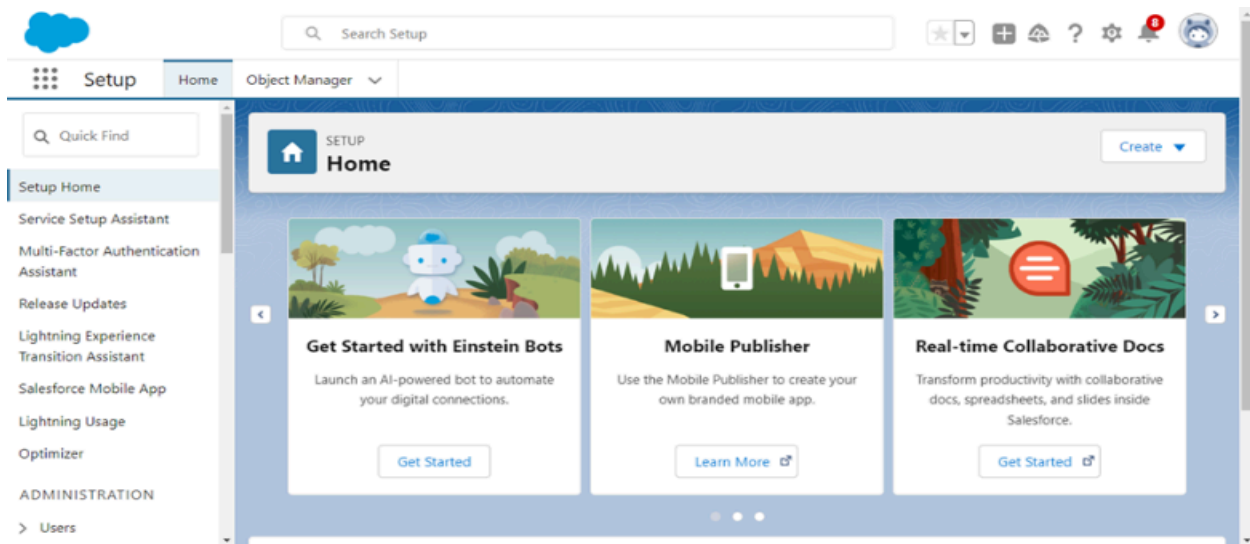 Search Setup
8
Setup
Home
Object Manager
Quick Find
Setup Home
Service Setup Assistant
Multi-Factor Authentication
Assistant
Release Updates
Lightning Experience
Transition Assistant
Salesforce Mobile App
Lightning Usage
Optimizer
ADMINISTRATION
Users
SETUP
Home
Create
Get Started with Einstein Bots
Launch an AI-powered bot to automate
your digital connections.
Get Started
Mobile Publisher
Use the Mobile Publisher to create your
own branded mobile app.
Learn More
Real-time Collaborative Docs
Transform productivity with collaborative
docs, spreadsheets, and slides inside
Salesforce.
Get Started